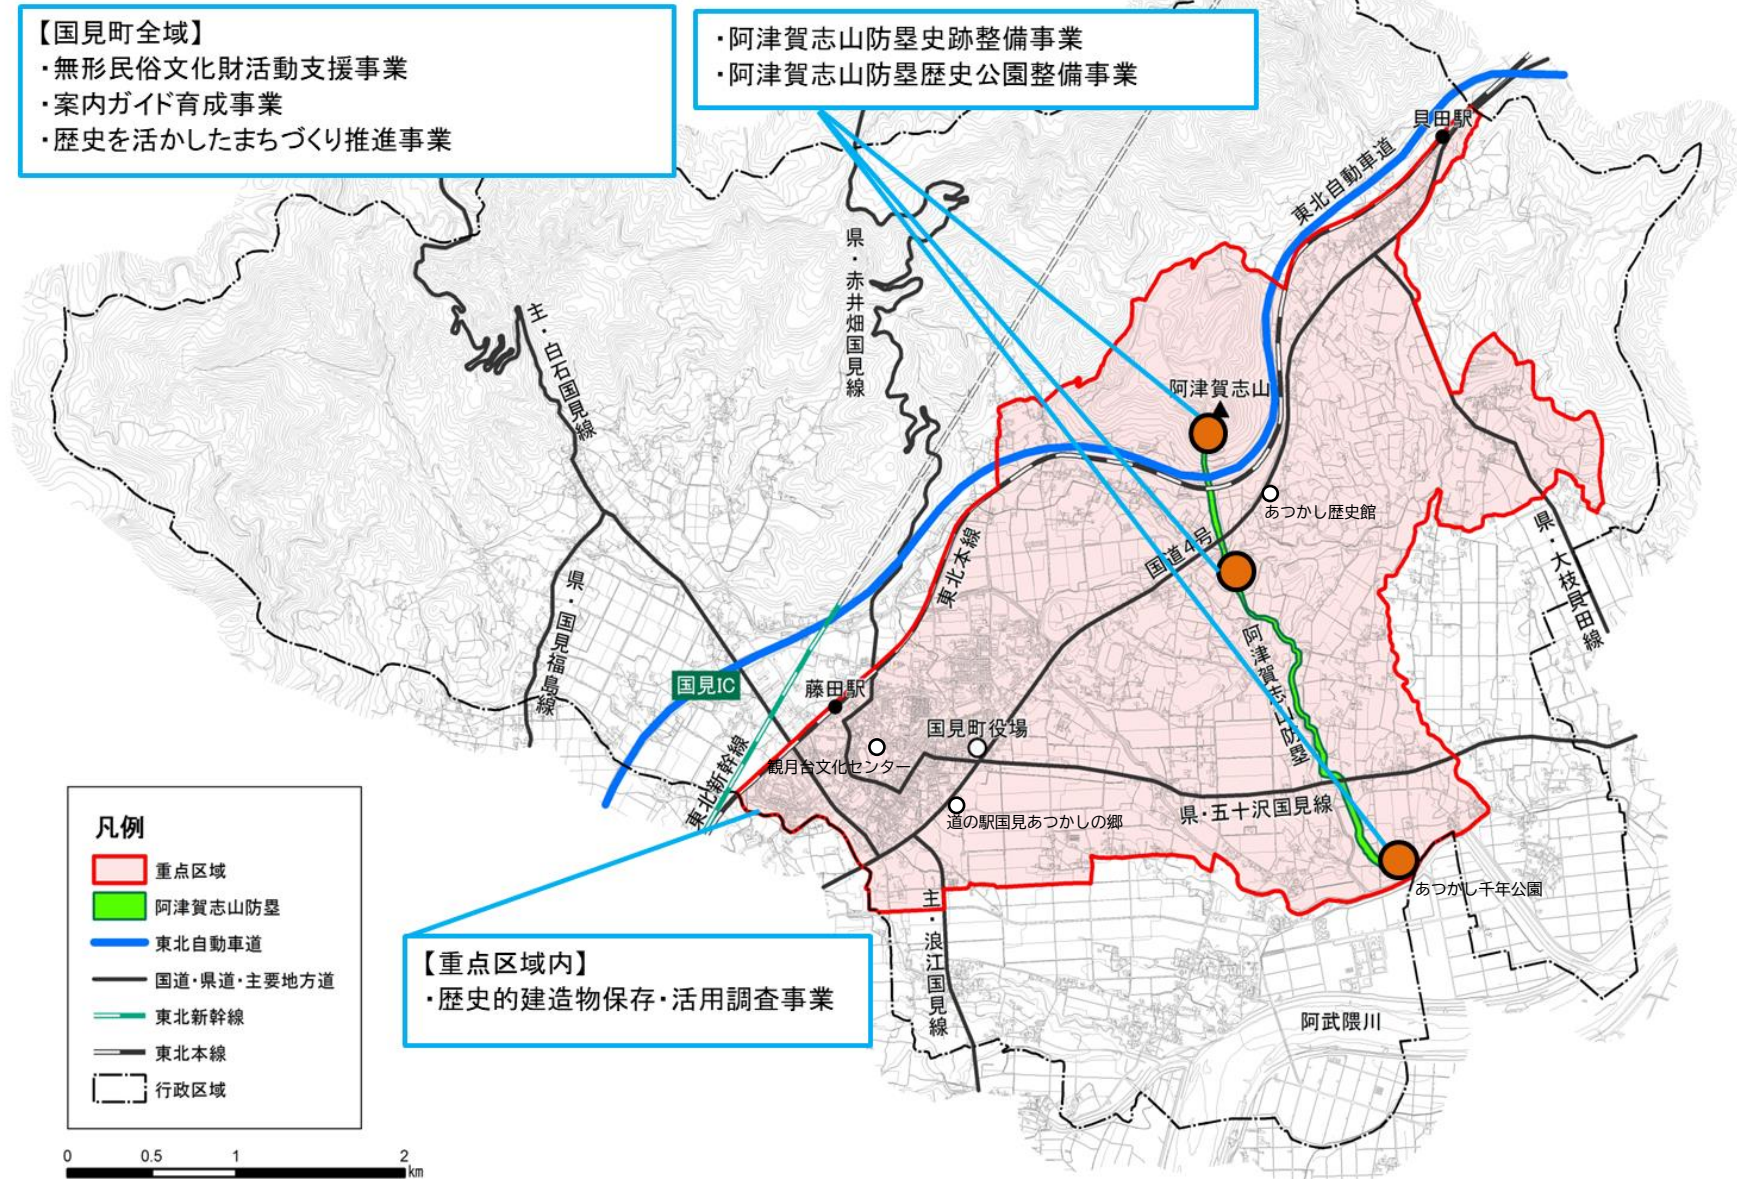 【国見町全域】
・無形民俗文化財活動支援事業
・案内ガイド育成事業
・歴史を活かしたまちづくり推進事業
・阿津賀志山防塁史跡整備事業
・阿津賀志山防塁歴史公園整備事業
貝田駅
東北自動車道
県・赤井畑国見線
主・白石国見線
阿津賀志山
あつかし歴史館
国道4号
東北本線
県・大枝貝田線
県・国見福島線
阿津賀志山防塁
国見IC
藤田駅
国見町役場
観月台文化センター
東北新幹線
道の駅国見あつかしの郷
県・五十沢国見線
あつかし千年公園
主・浪江国見線
阿武隈川
【重点区域内】
・歴史的建造物保存・活用調査事業
凡例
重点区域
阿津賀志山防塁
東北自動車道
国道・県道・主要地方道
東北新幹線
東北本線
行政区域
0 0.5 1 2
km